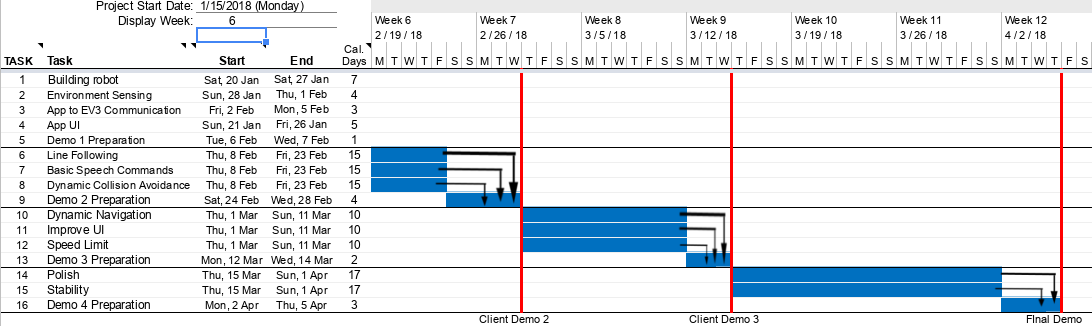 Project Start Date: 1/15/2018 (Monday)
Display Week: 6
Week 6 Week 7 Week 8 Week 9 Week 10 Week 11 Week 12
2 / 19 / 18 2 / 26 / 18 3 / 5 / 18 3 / 12 / 18 3 / 19 / 18 3 / 26 / 18 4 / 2 / 18
TASK Task Start End Cal. Days M T W T F S S M T W T F S S M T W T F S S M T W T F S S M T W T F S S M T W T F S S M T W T F S
1 Building robot Sat, 20 Jan Sat, 27 Jan 7
2 Environment Sensing Sun, 28 Jan Thu, 1 Feb 4
3 App to EV3 Communication Fri, 2 Feb Mon, 5 Feb 3
4 App UI Sun, 21 Jan Fri, 26 Jan 5
5 Demo 1 Preparation Tue, 6 Feb Wed, 7 Feb 1
6 Line Following Thu, 8 Feb Fri, 23 Feb 15
7 Basic Speech Commands Thu, 8 Feb Fri, 23 Feb 15
8 Dynamic Collision Avoidance Thu, 8 Feb Fri, 23 Feb 15
9 Demo 2 Preparation Sat, 24 Feb Wed, 28 Feb 4
10 Dynamic Navigation Thu, 1 Mar Sun, 11 Mar 10
11 Improve UI Thu, 1 Mar Sun, 11 Mar 10
12 Speed Limit Thu, 1 Mar Sun, 11 Mar 10
13 Demo 3 Preparation Mon, 12 Mar Wed, 14 Mar 2
14 Polish Thu, 15 Mar Sun, 1 Apr 17
15 Stability Thu, 15 Mar Sun, 1 Apr 17
16 Demo 4 Preparation Mon, 2 Apr Thu, 5 Apr 3
Client Demo 2 Client Demo 3 FInal Demo